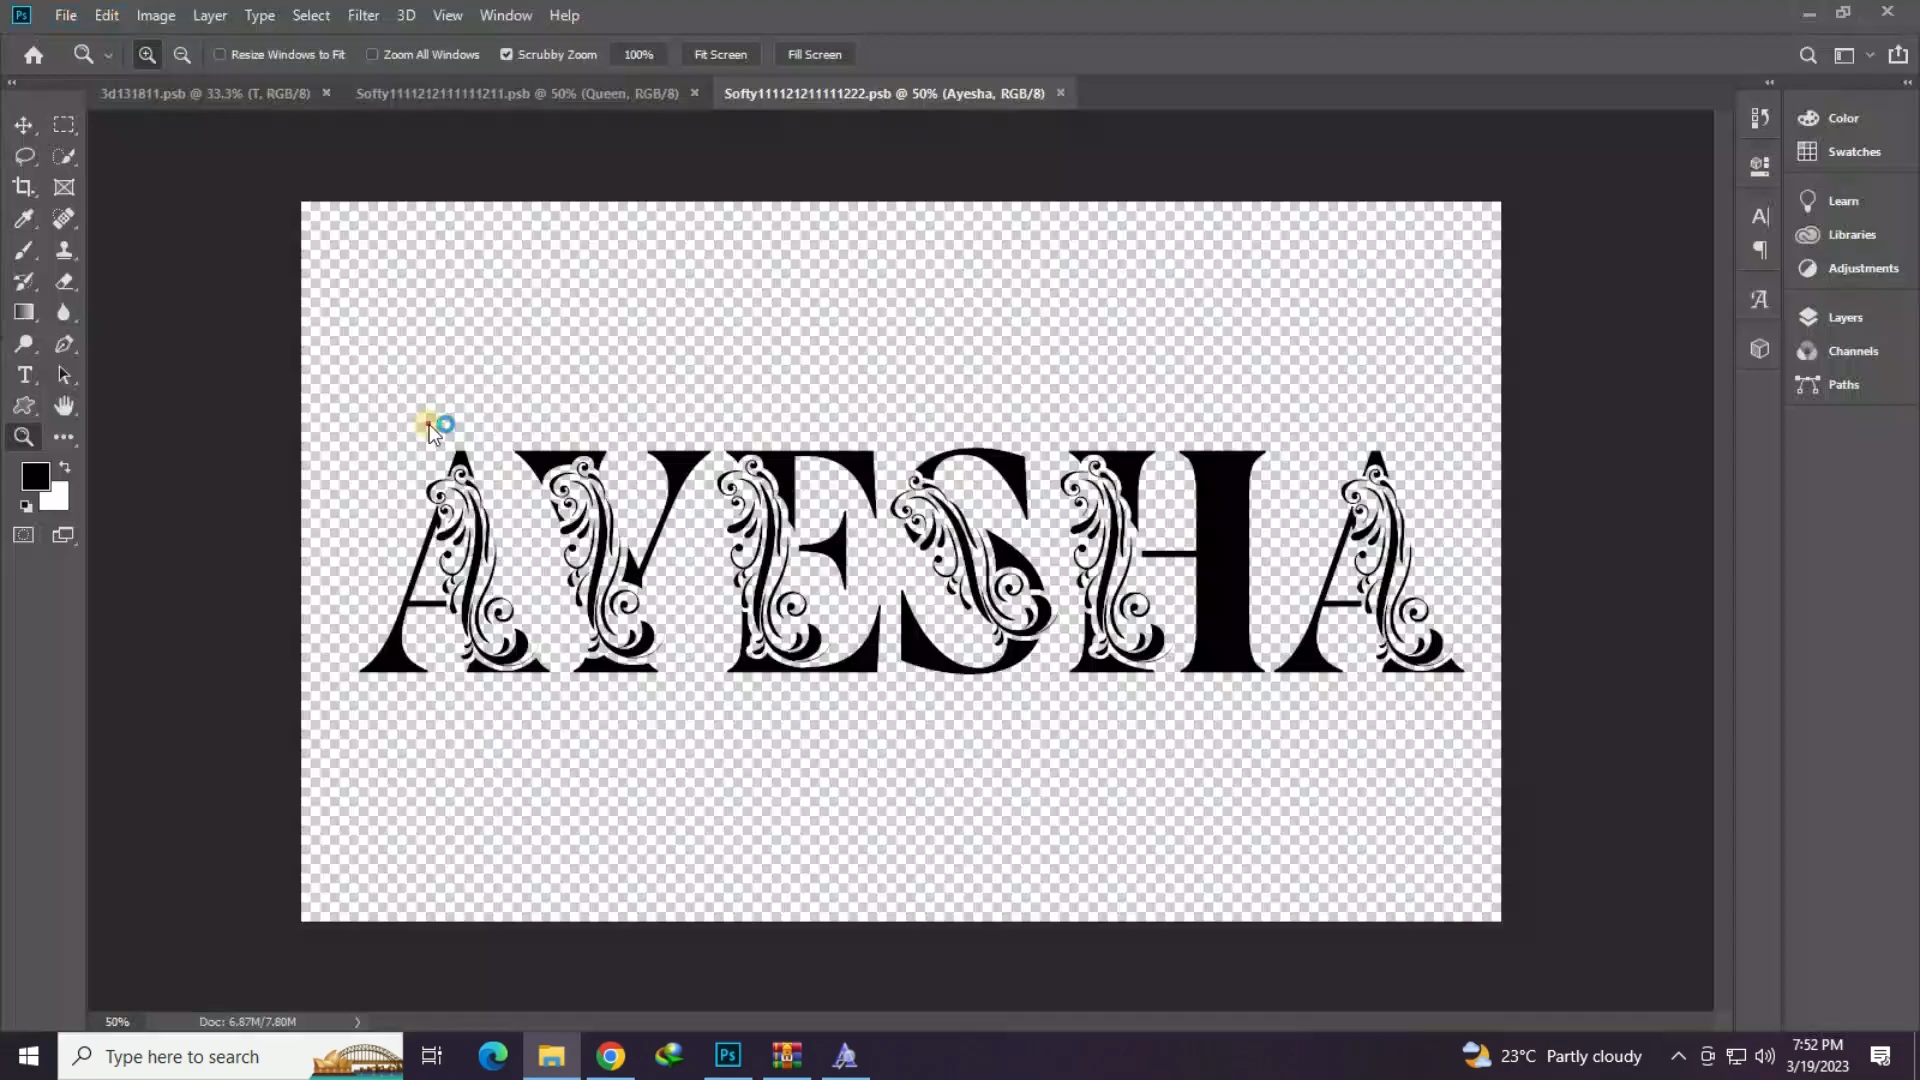 Ps File Edit Image Layer Type Select Filter 3D View Window Help
Resize Windows to Fit Zoom All Windows Scrubby Zoom 100% Fit Screen Fill Screen
3d131811.psb @ 33.3% (T, RGB/8) × Softy1111212111111211.psb @ 50% (Queen, RGB/8) × Softy111121211111222.psb @ 50% (Ayesha, RGB/8) ×
Color
Swatches
Learn
Libraries
Adjustments
Layers
Channels
Paths
AYESHA
50% Doc: 6.87M/7.80M
Type here to search
Ps
23°C Partly cloudy
7:52 PM
3/19/2023